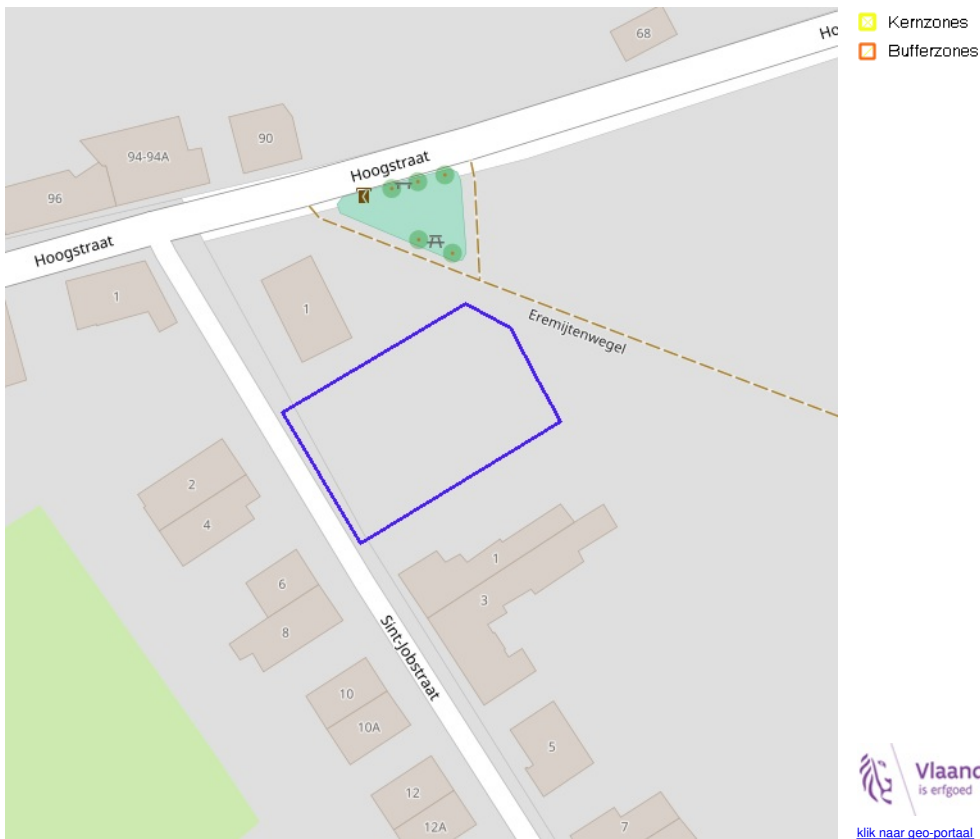 68
Ho
Kernzones
Bufferzones
94-94A
90
96
Hoogstraat
Hoogstraat
1
1
Eremijtenwegel
2
4
1
3
6
8
Sint-Jobstraat
10
10A
5
12
12A
7
Vlaand
is erfgoed
klik naar geo-portaal